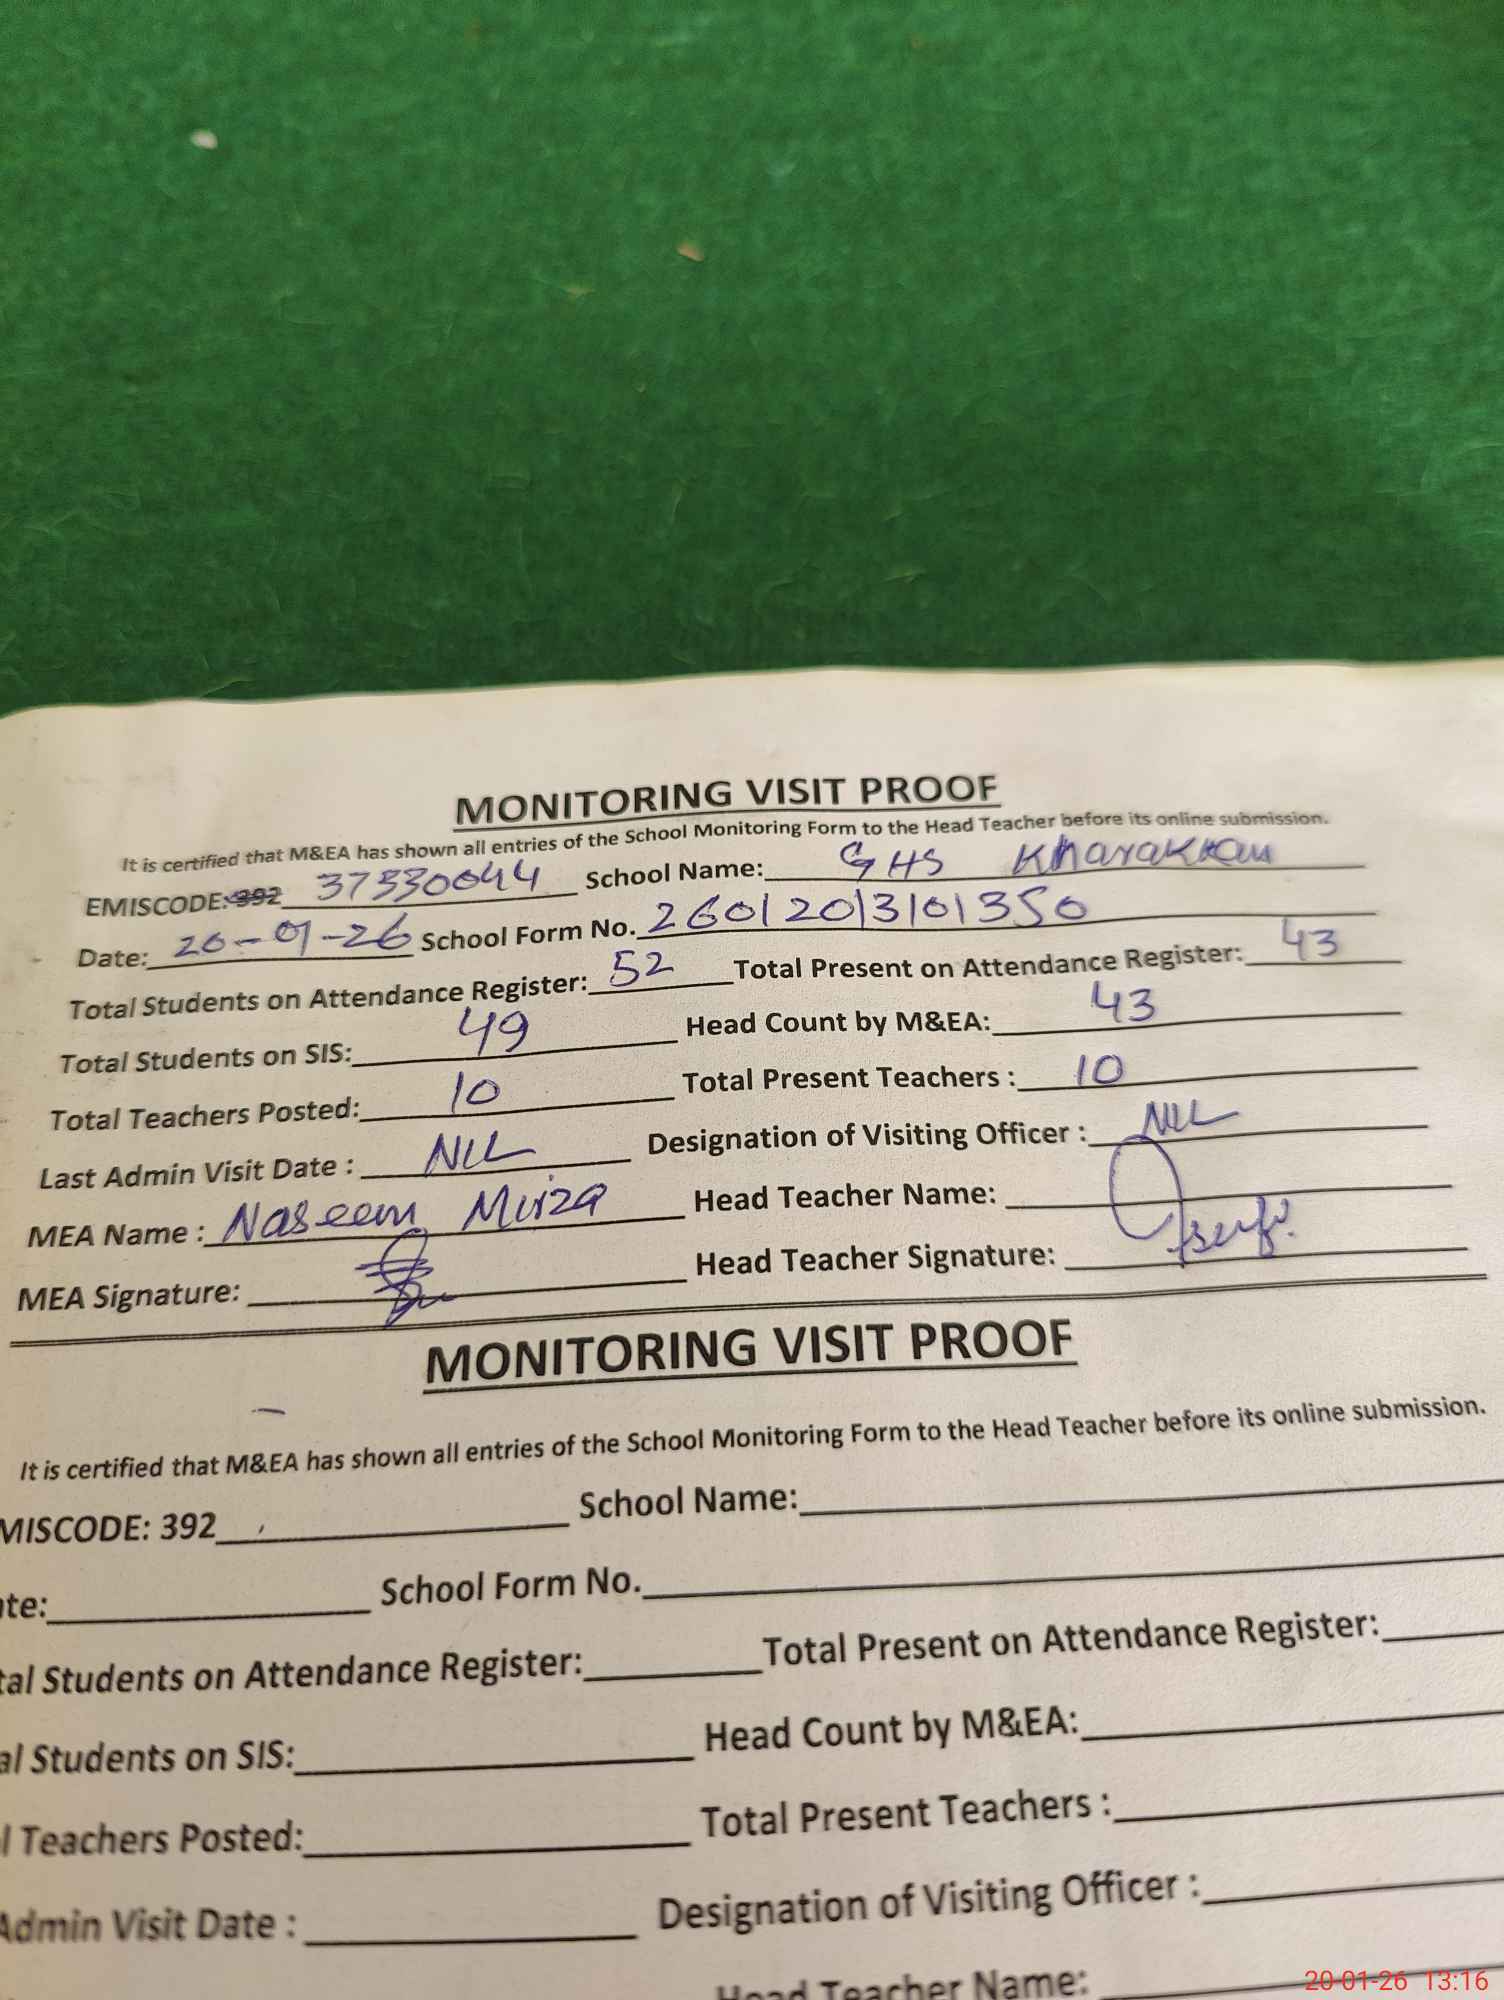 MONITORING VISIT PROOF
It is certified that M&EA has shown all entries of the School Monitoring Form to the Head Teacher before its online submission.
EMISCODE: 392 37330044 School Name: GHS Kharakkan
Date: 20-01-26 School Form No. 2601201301350
Total Students on Attendance Register: 52 Total Present on Attendance Register: 43
Total Students on SIS: 49 Head Count by M&EA: 43
Total Teachers Posted: 10 Total Present Teachers : 10
Last Admin Visit Date : NIL Designation of Visiting Officer : NIL
MEA Name : Naseem Mirza Head Teacher Name:
MEA Signature: Head Teacher Signature:
MONITORING VISIT PROOF
It is certified that M&EA has shown all entries of the School Monitoring Form to the Head Teacher before its online submission.
MISCODE: 392 School Name:
te: School Form No.
tal Students on Attendance Register: Total Present on Attendance Register:
al Students on SIS: Head Count by M&EA:
l Teachers Posted: Total Present Teachers :
Admin Visit Date : Designation of Visiting Officer :
Head Teacher Name:
20-01-26 13:16